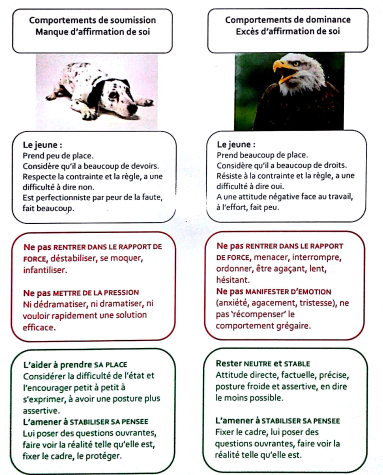 Comportements de soumission
Manque d'affirmation de soi
Le jeune :
Prend peu de place.
Considère qu'il a beaucoup de devoirs.
Respecte la contrainte et la règle, a une
difficulté à dire non.
Est perfectionniste par peur de la faute,
fait beaucoup.
Ne pas RENTRER DANS LE RAPPORT DE
FORCE, déstabiliser, se moquer,
infantiliser.
Ne pas METTRE DE LA PRESSION
Ni dédramatiser, ni dramatiser, ni
vouloir rapidement une solution
efficace.
L'aider à prendre SA PLACE
Considérer la difficulté de l'état et
l'encourager petit à petit à
s'exprimer, à avoir une posture plus
assertive.
L'amener à STABILISER SA PENSEE
Lui poser des questions ouvrantes,
faire voir la réalité telle qu'elle est,
fixer le cadre, le protéger.
Comportements de dominance
Excès d'affirmation de soi
Le jeune :
Prend beaucoup de place.
Considère qu'il a beaucoup de droits.
Résiste à la contrainte et la règle, a une
difficulté à dire oui.
A une attitude négative face au travail,
à l'effort, fait peu.
Ne pas RENTRER DANS LE RAPPORT
DE FORCE, menacer, interrompre,
ordonner, être agaçant, lent,
hésitant.
Ne pas MANIFESTER D'EMOTION
(anxiété, agacement, tristesse), ne
pas 'récompenser' le
comportement grégaire.
Rester NEUTRE et STABLE
Attitude directe, factuelle, précise,
posture froide et assertive, en dire
le moins possible.
L'amener à STABILISER SA PENSEE
Fixer le cadre, lui poser des
questions ouvrantes, faire voir la
réalité telle qu'elle est.